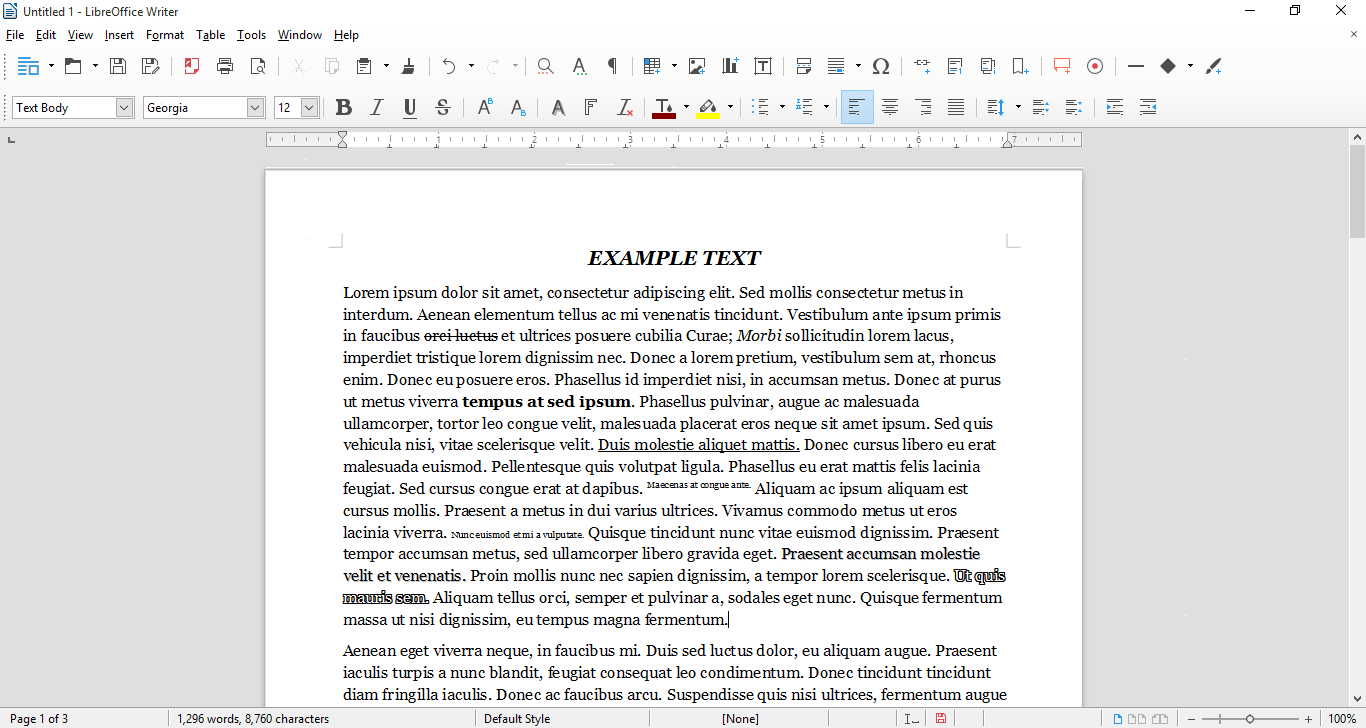 Untitled 1 - LibreOffice Writer
File Edit View Insert Format Table Tools Window Help
Text Body Georgia 12
1 2 3 4 5 6 7
EXAMPLE TEXT
Lorem ipsum dolor sit amet, consectetur adipiscing elit. Sed mollis consectetur metus in
interdum. Aenean elementum tellus ac mi venenatis tincidunt. Vestibulum ante ipsum primis
in faucibus orci luctus et ultrices posuere cubilia Curae; Morbi sollicitudin lorem lacus,
imperdiet tristique lorem dignissim nec. Donec a lorem pretium, vestibulum sem at, rhoncus
enim. Donec eu posuere eros. Phasellus id imperdiet nisi, in accumsan metus. Donec at purus
ut metus viverra tempus at sed ipsum. Phasellus pulvinar, augue ac malesuada
ullamcorper, tortor leo congue velit, malesuada placerat eros neque sit amet ipsum. Sed quis
vehicula nisi, vitae scelerisque velit. Duis molestie aliquet mattis. Donec cursus libero eu erat
malesuada euismod. Pellentesque quis volutpat ligula. Phasellus eu erat mattis felis lacinia
feugiat. Sed cursus congue erat at dapibus. Maecenas at congue ante. Aliquam ac ipsum aliquam est
cursus mollis. Praesent a metus in dui varius ultrices. Vivamus commodo metus ut eros
lacinia viverra. Nunc euismod et mi a vulputate. Quisque tincidunt nunc vitae euismod dignissim. Praesent
tempor accumsan metus, sed ullamcorper libero gravida eget. Praesent accumsan molestie
velit et venenatis. Proin mollis nunc nec sapien dignissim, a tempor lorem scelerisque. Ut quis
mauris sem. Aliquam tellus orci, semper et pulvinar a, sodales eget nunc. Quisque fermentum
massa ut nisi dignissim, eu tempus magna fermentum.
Aenean eget viverra neque, in faucibus mi. Duis sed luctus dolor, eu aliquam augue. Praesent
iaculis turpis a nunc blandit, feugiat consequat leo condimentum. Donec tincidunt tincidunt
diam fringilla iaculis. Donec ac faucibus arcu. Suspendisse quis nisi ultrices, fermentum augue
Page 1 of 3 1,296 words, 8,760 characters Default Style [None] 100%